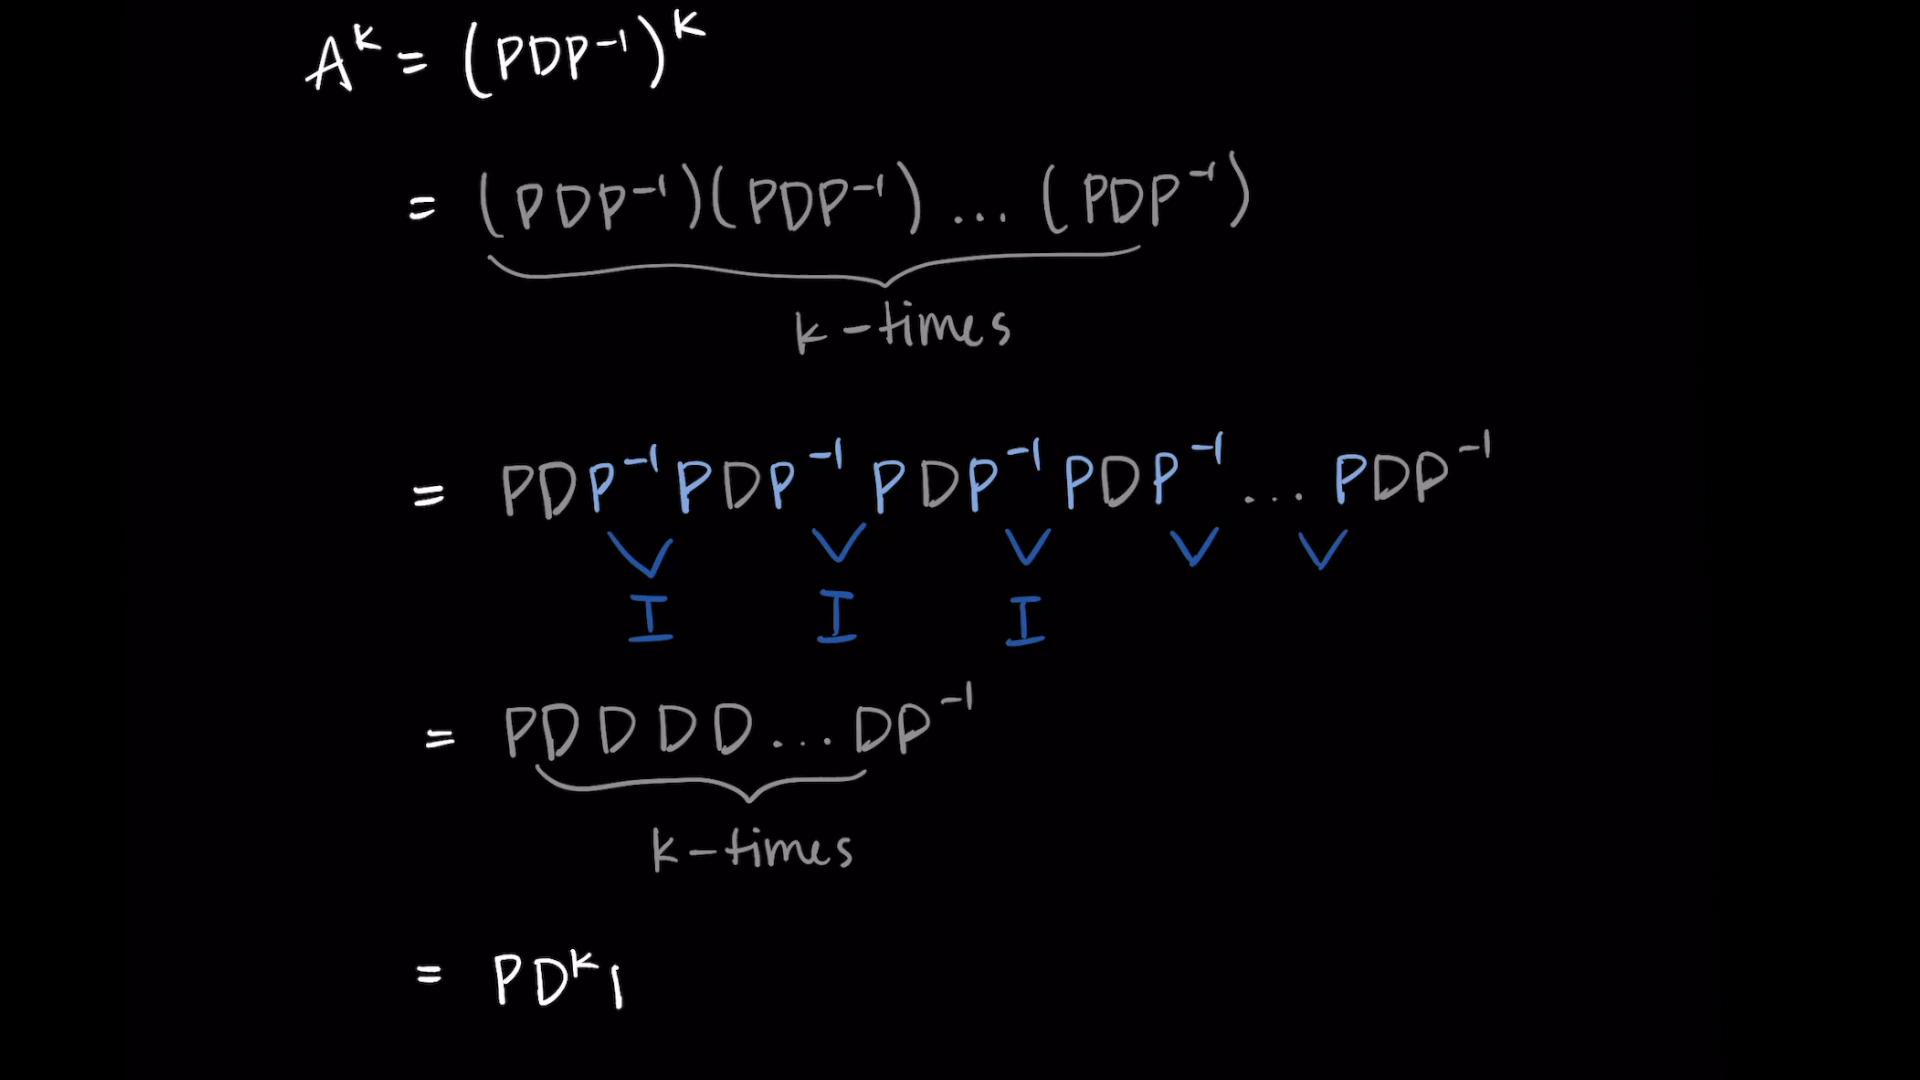 A^k = (PDP⁻¹)^k
= (PDP⁻¹)(PDP⁻¹) ... (PDP⁻¹)
k-times
= PDP⁻¹PDP⁻¹PDP⁻¹PDP⁻¹ ... PDP⁻¹
I I I
= PDDDD...DP⁻¹
k-times
= PD^k